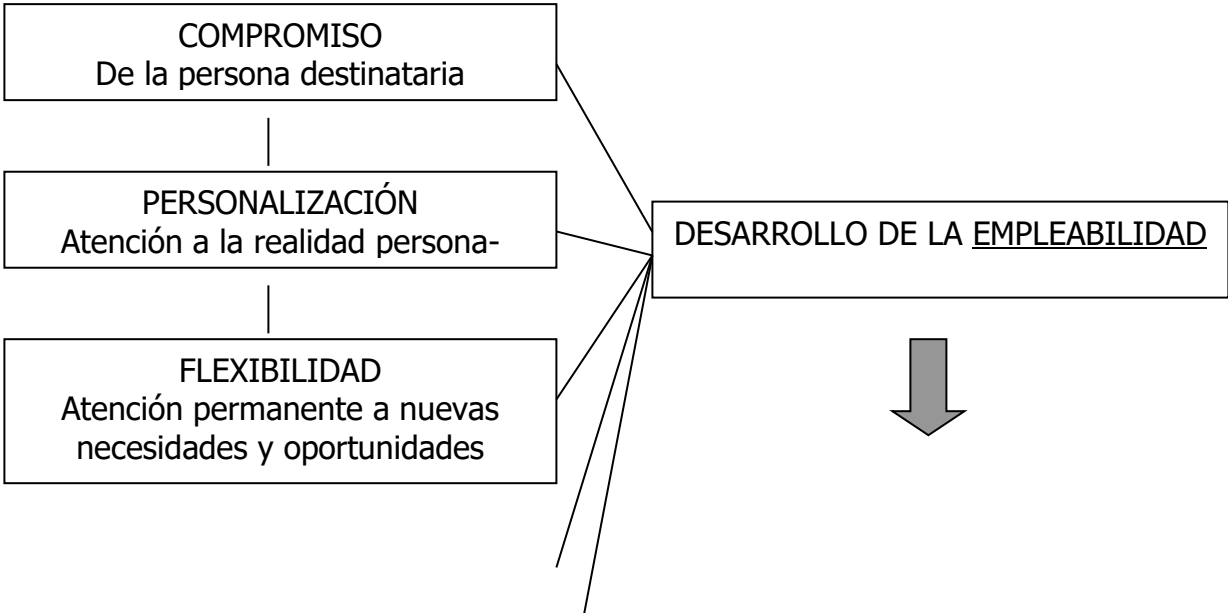 COMPROMISO
De la persona destinataria
PERSONALIZACIÓN
Atención a la realidad persona-
FLEXIBILIDAD
Atención permanente a nuevas
necesidades y oportunidades
DESARROLLO DE LA EMPLEABILIDAD